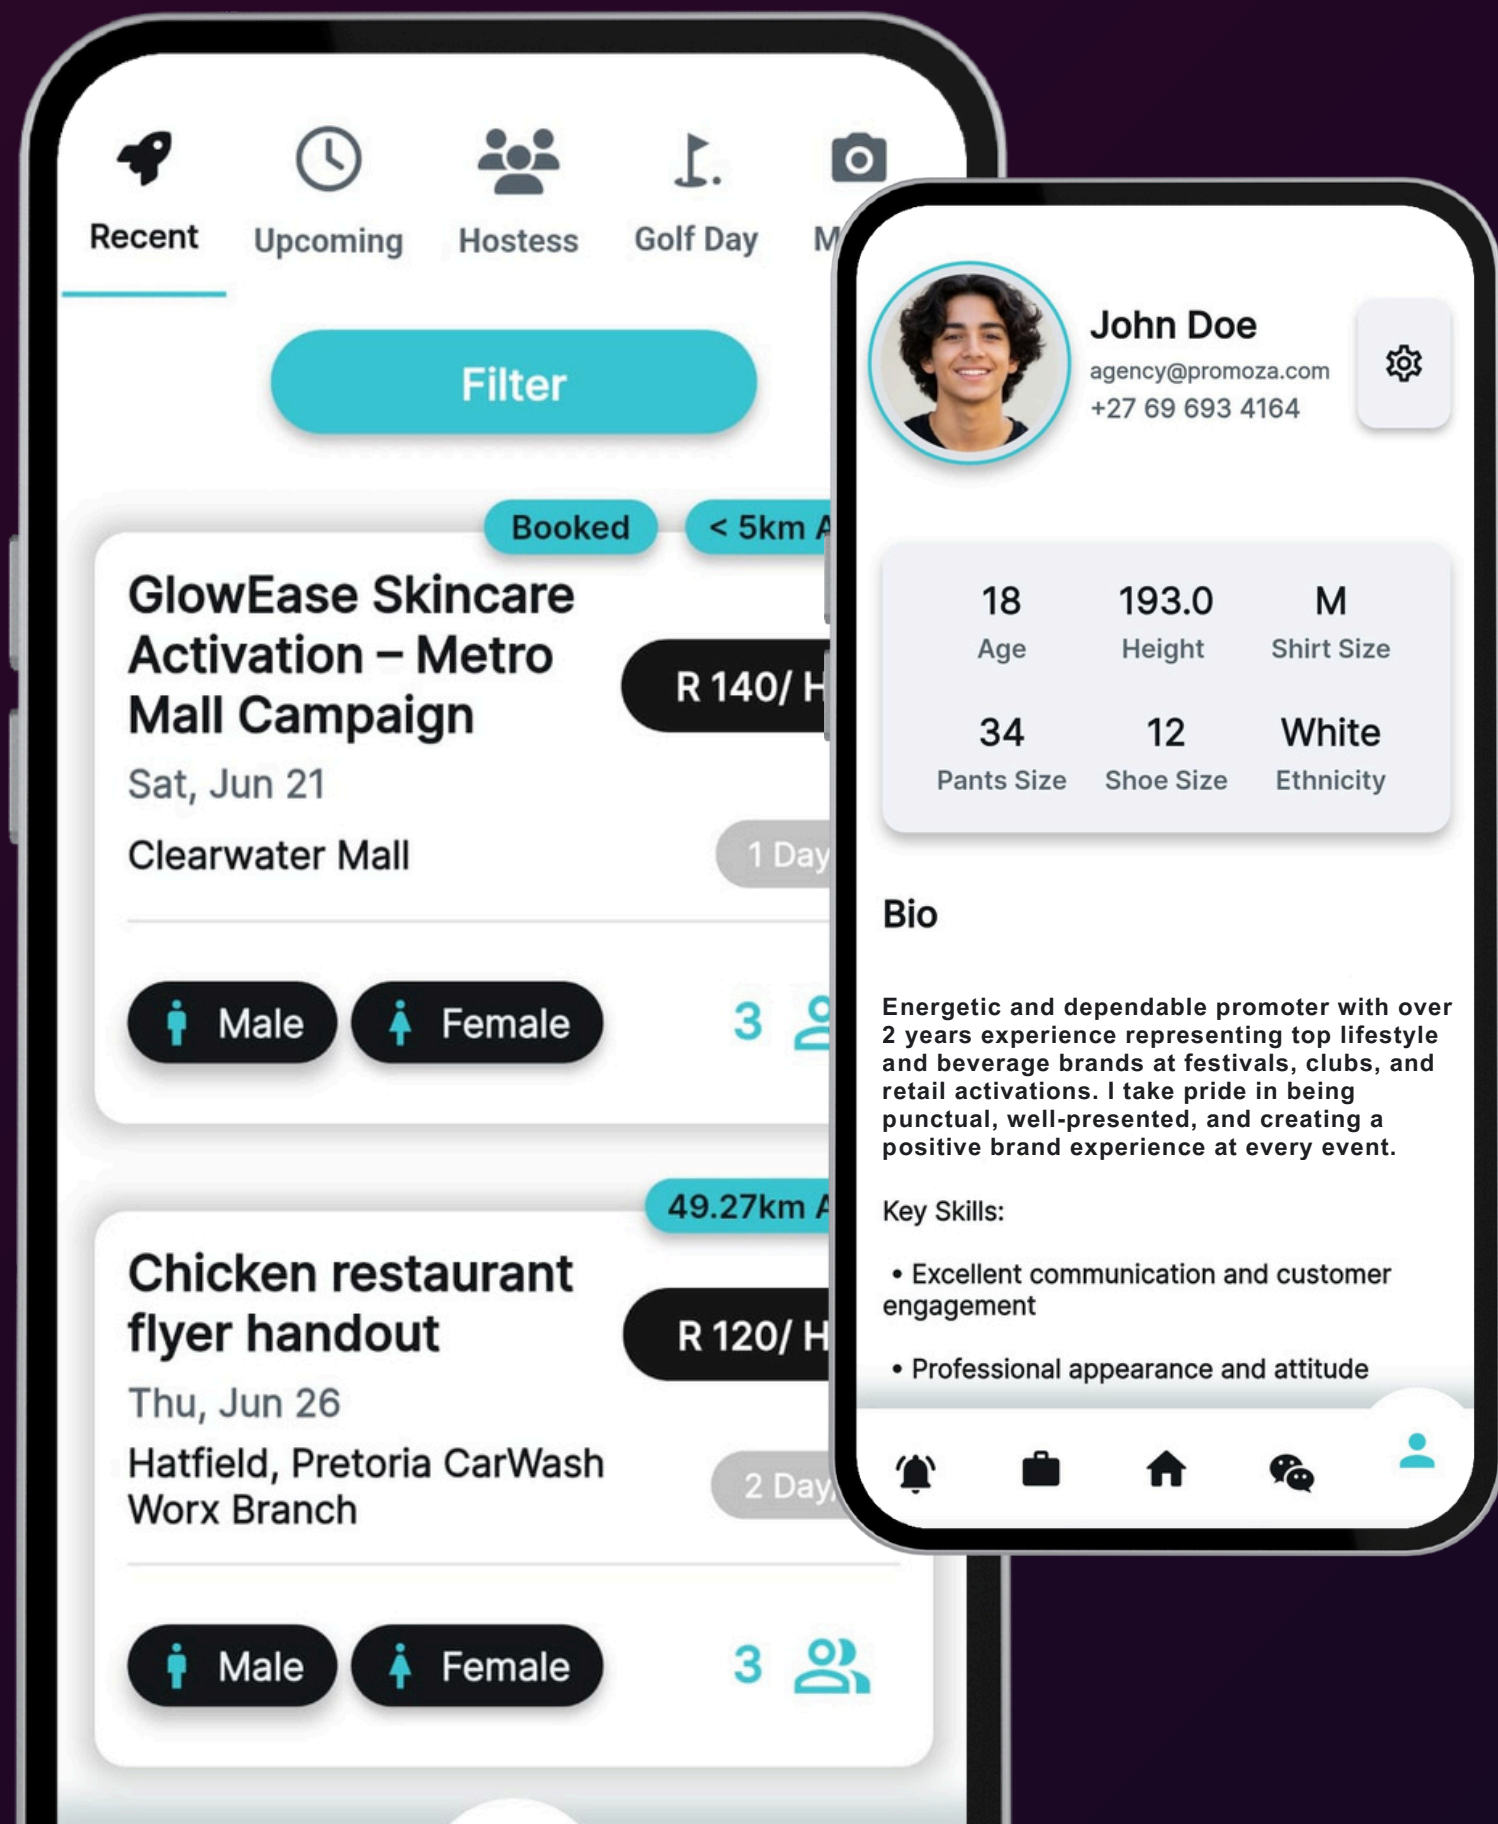 Recent
Upcoming
Hostess
Golf Day
Filter
Booked
< 5km
GlowEase Skincare
Activation – Metro
Mall Campaign
R 140/
Sat, Jun 21
Clearwater Mall
1 Day
Male
Female
3
49.27km
Chicken restaurant
flyer handout
R 120/
Thu, Jun 26
Hatfield, Pretoria CarWash
Worx Branch
2 Day
Male
Female
3
John Doe
agency@promoza.com
+27 69 693 4164
18 193.0 M
Age Height Shirt Size
34 12 White
Pants Size Shoe Size Ethnicity
Bio
Energetic and dependable promoter with over
2 years experience representing top lifestyle
and beverage brands at festivals, clubs, and
retail activations. I take pride in being
punctual, well-presented, and creating a
positive brand experience at every event.
Key Skills:
• Excellent communication and customer
engagement
• Professional appearance and attitude